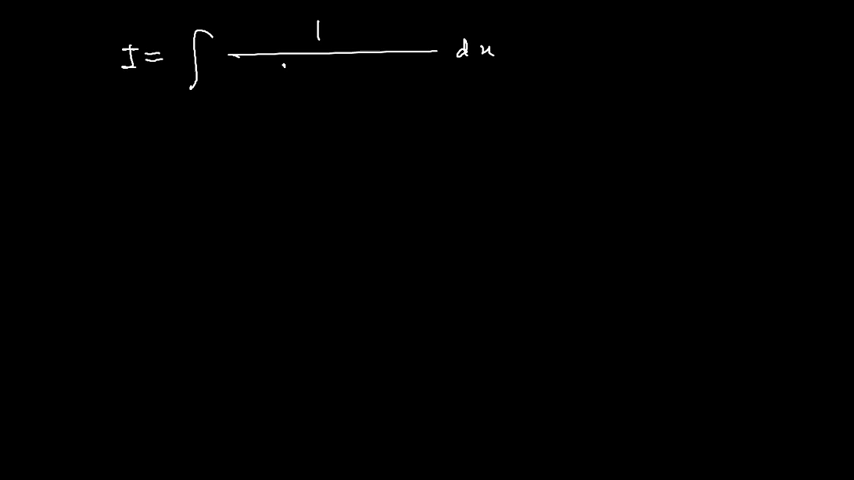 I = ∫ 1/ dx